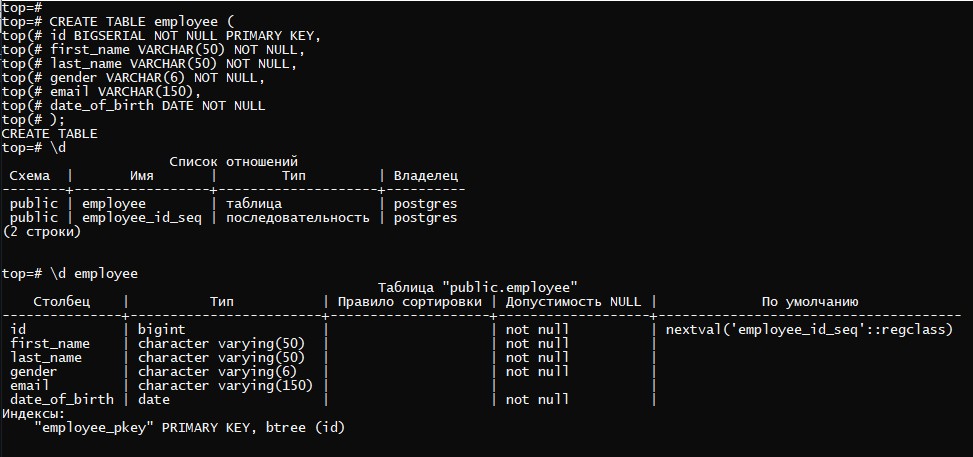 top=#
top=# CREATE TABLE employee (
top(# id BIGSERIAL NOT NULL PRIMARY KEY,
top(# first_name VARCHAR(50) NOT NULL,
top(# last_name VARCHAR(50) NOT NULL,
top(# gender VARCHAR(6) NOT NULL,
top(# email VARCHAR(150),
top(# date_of_birth DATE NOT NULL
top(# );
CREATE TABLE
top=# \d
Список отношений
Схема | Имя | Тип | Владелец
--------+-----------------+--------------------+----------
public | employee | таблица | postgres
public | employee_id_seq | последовательность | postgres
(2 строки)
top=# \d employee
Таблица "public.employee"
Столбец | Тип | Правило сортировки | Допустимость NULL | По умолчанию
---------------+------------------------+--------------------+-------------------+--------------------------------------
id | bigint | | not null | nextval('employee_id_seq'::regclass)
first_name | character varying(50) | | not null |
last_name | character varying(50) | | not null |
gender | character varying(6) | | not null |
email | character varying(150) | | |
date_of_birth | date | | not null |
Индексы:
"employee_pkey" PRIMARY KEY, btree (id)